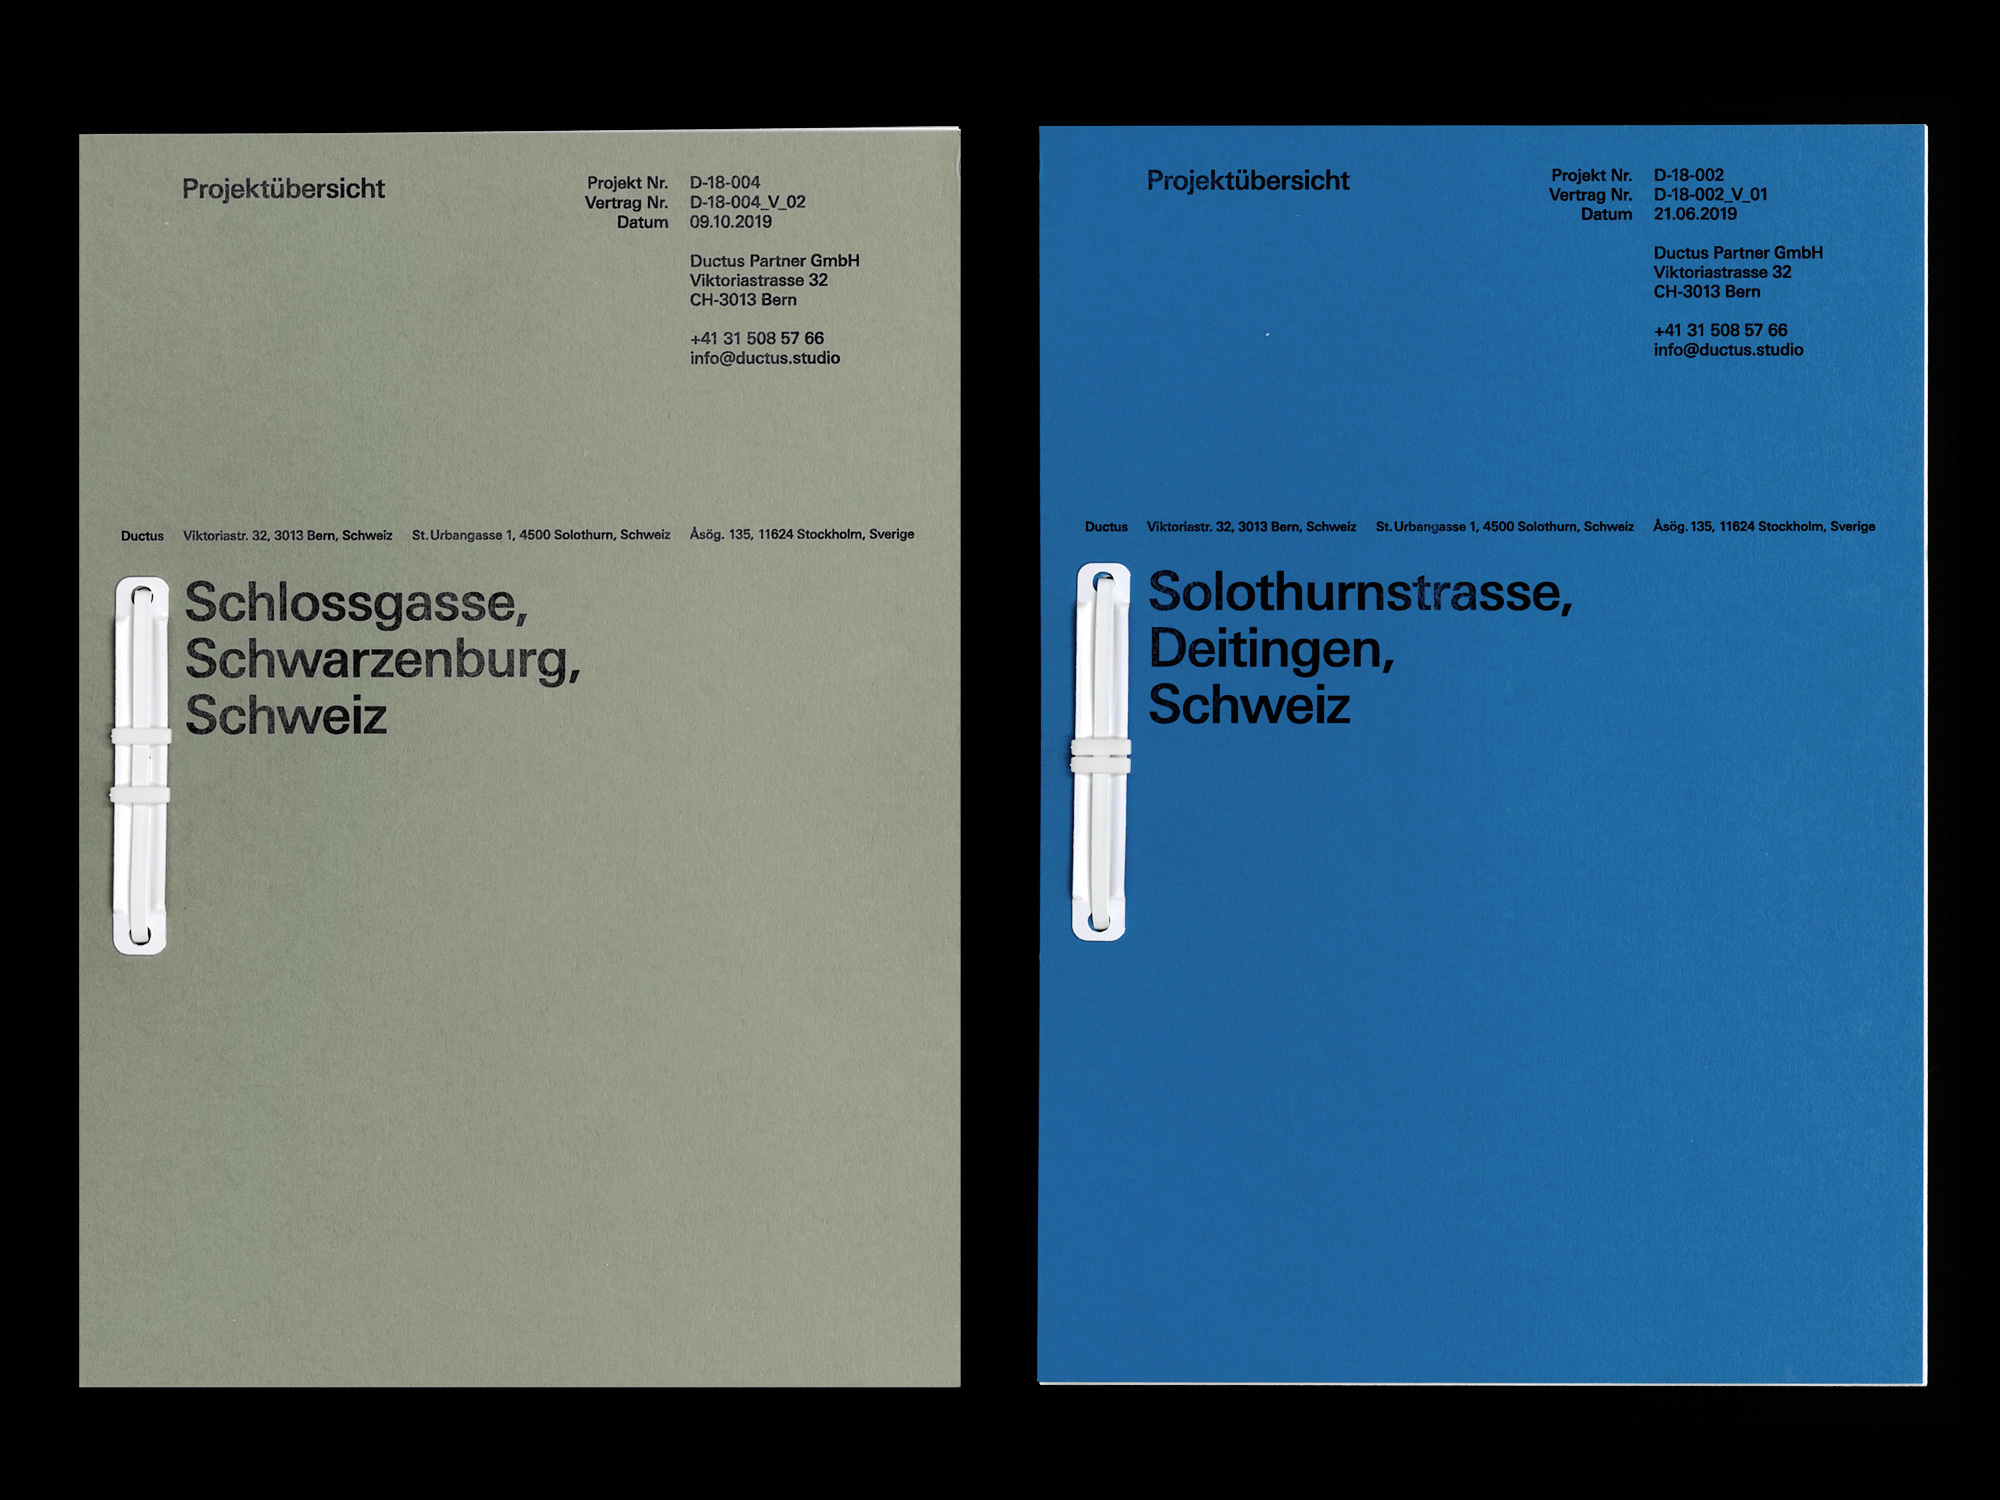 Projektübersicht
Projekt Nr. D-18-004
Vertrag Nr. D-18-004_V_02
Datum 09.10.2019
Ductus Partner GmbH
Viktoriastrasse 32
CH-3013 Bern
+41 31 508 57 66
info@ductus.studio
Ductus Viktoriastr. 32, 3013 Bern, Schweiz St. Urbangasse 1, 4500 Solothurn, Schweiz Åsög. 135, 11624 Stockholm, Sverige
Schlossgasse,
Schwarzenburg,
Schweiz
Projektübersicht
Projekt Nr. D-18-002
Vertrag Nr. D-18-002_V_01
Datum 21.06.2019
Ductus Partner GmbH
Viktoriastrasse 32
CH-3013 Bern
+41 31 508 57 66
info@ductus.studio
Ductus Viktoriastr. 32, 3013 Bern, Schweiz St. Urbangasse 1, 4500 Solothurn, Schweiz Åsög. 135, 11624 Stockholm, Sverige
Solothurnstrasse,
Deitingen,
Schweiz